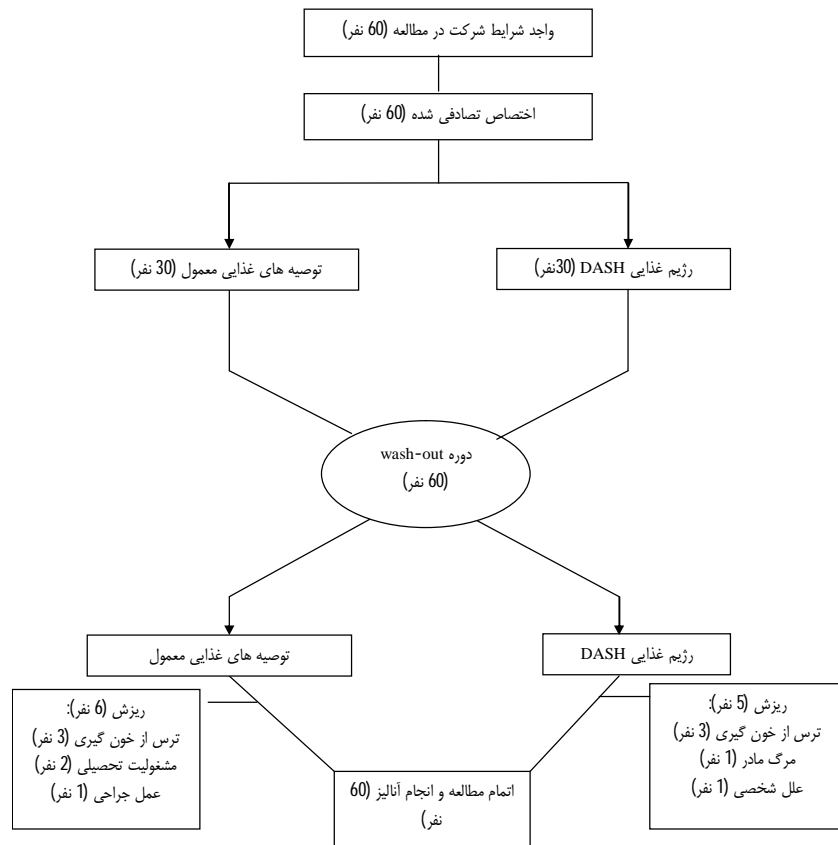 واجد شرایط شرکت در مطالعه (60 نفر)
اختصاص تصادفی شده (60 نفر)
رژیم غذایی DASH (30نفر)
توصیه های غذایی معمول (30 نفر)
دوره wash-out
(60 نفر)
رژیم غذایی DASH
توصیه های غذایی معمول
ریزش (5 نفر):
ترس از خون گیری (3 نفر)
مرگ مادر (1 نفر)
علل شخصی (1 نفر)
ریزش (6 نفر):
ترس از خون گیری (3 نفر)
مشغولیت تحصیلی (2 نفر)
عمل جراحی (1 نفر)
اتمام مطالعه و انجام آنالیز (60
نفر)